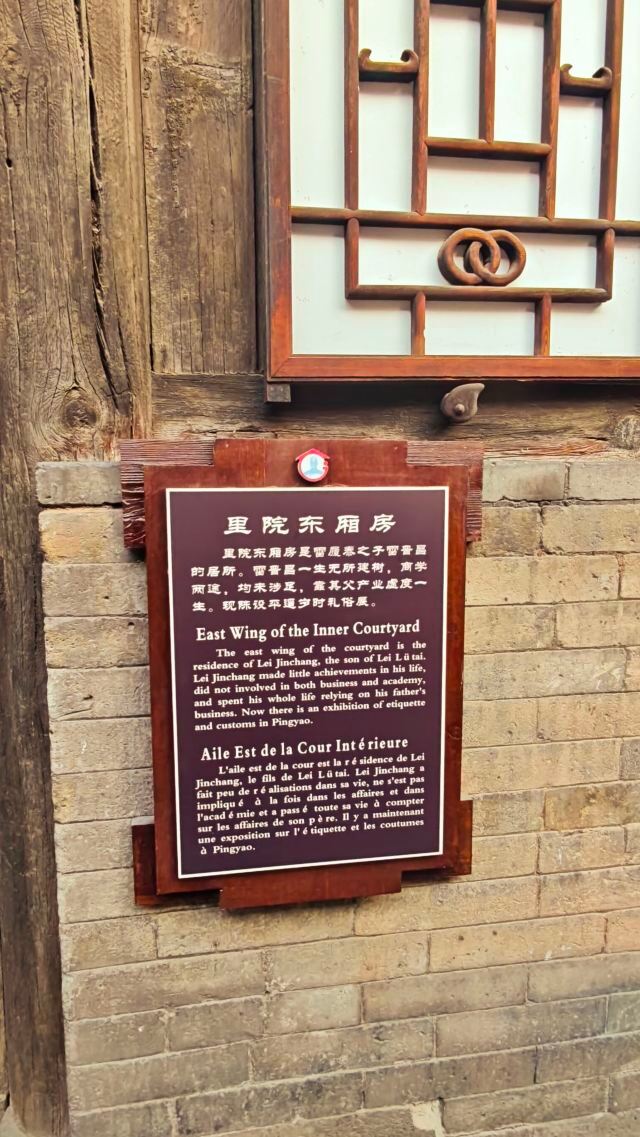 里院东厢房
里院东厢房是雷履泰之子雷晋昌
的居所。雷晋昌一生无所建树，商学
两途，均未涉足，靠其父产业虚度一
生。现陈设平遥岁时礼俗展。
East Wing of the Inner Courtyard
The east wing of the courtyard is the
residence of Lei Jinchang, the son of Lei Lütai.
Lei Jinchang made little achievements in his life,
did not involved in both business and academy,
and spent his whole life relying on his father's
business. Now there is an exhibition of etiquette
and customs in Pingyao.
Aile Est de la Cour Intérieure
L'aile est de la cour est la résidence de Lei
Jinchang, le fils de Lei Lütai. Lei Jinchang a
fait peu de réalisations dans sa vie, ne s'est pas
impliqué à la fois dans les affaires et dans
l'académie et a passé toute sa vie à compter
sur les affaires de son père. Il y a maintenant
une exposition sur l'étiquette et les coutumes
à Pingyao.